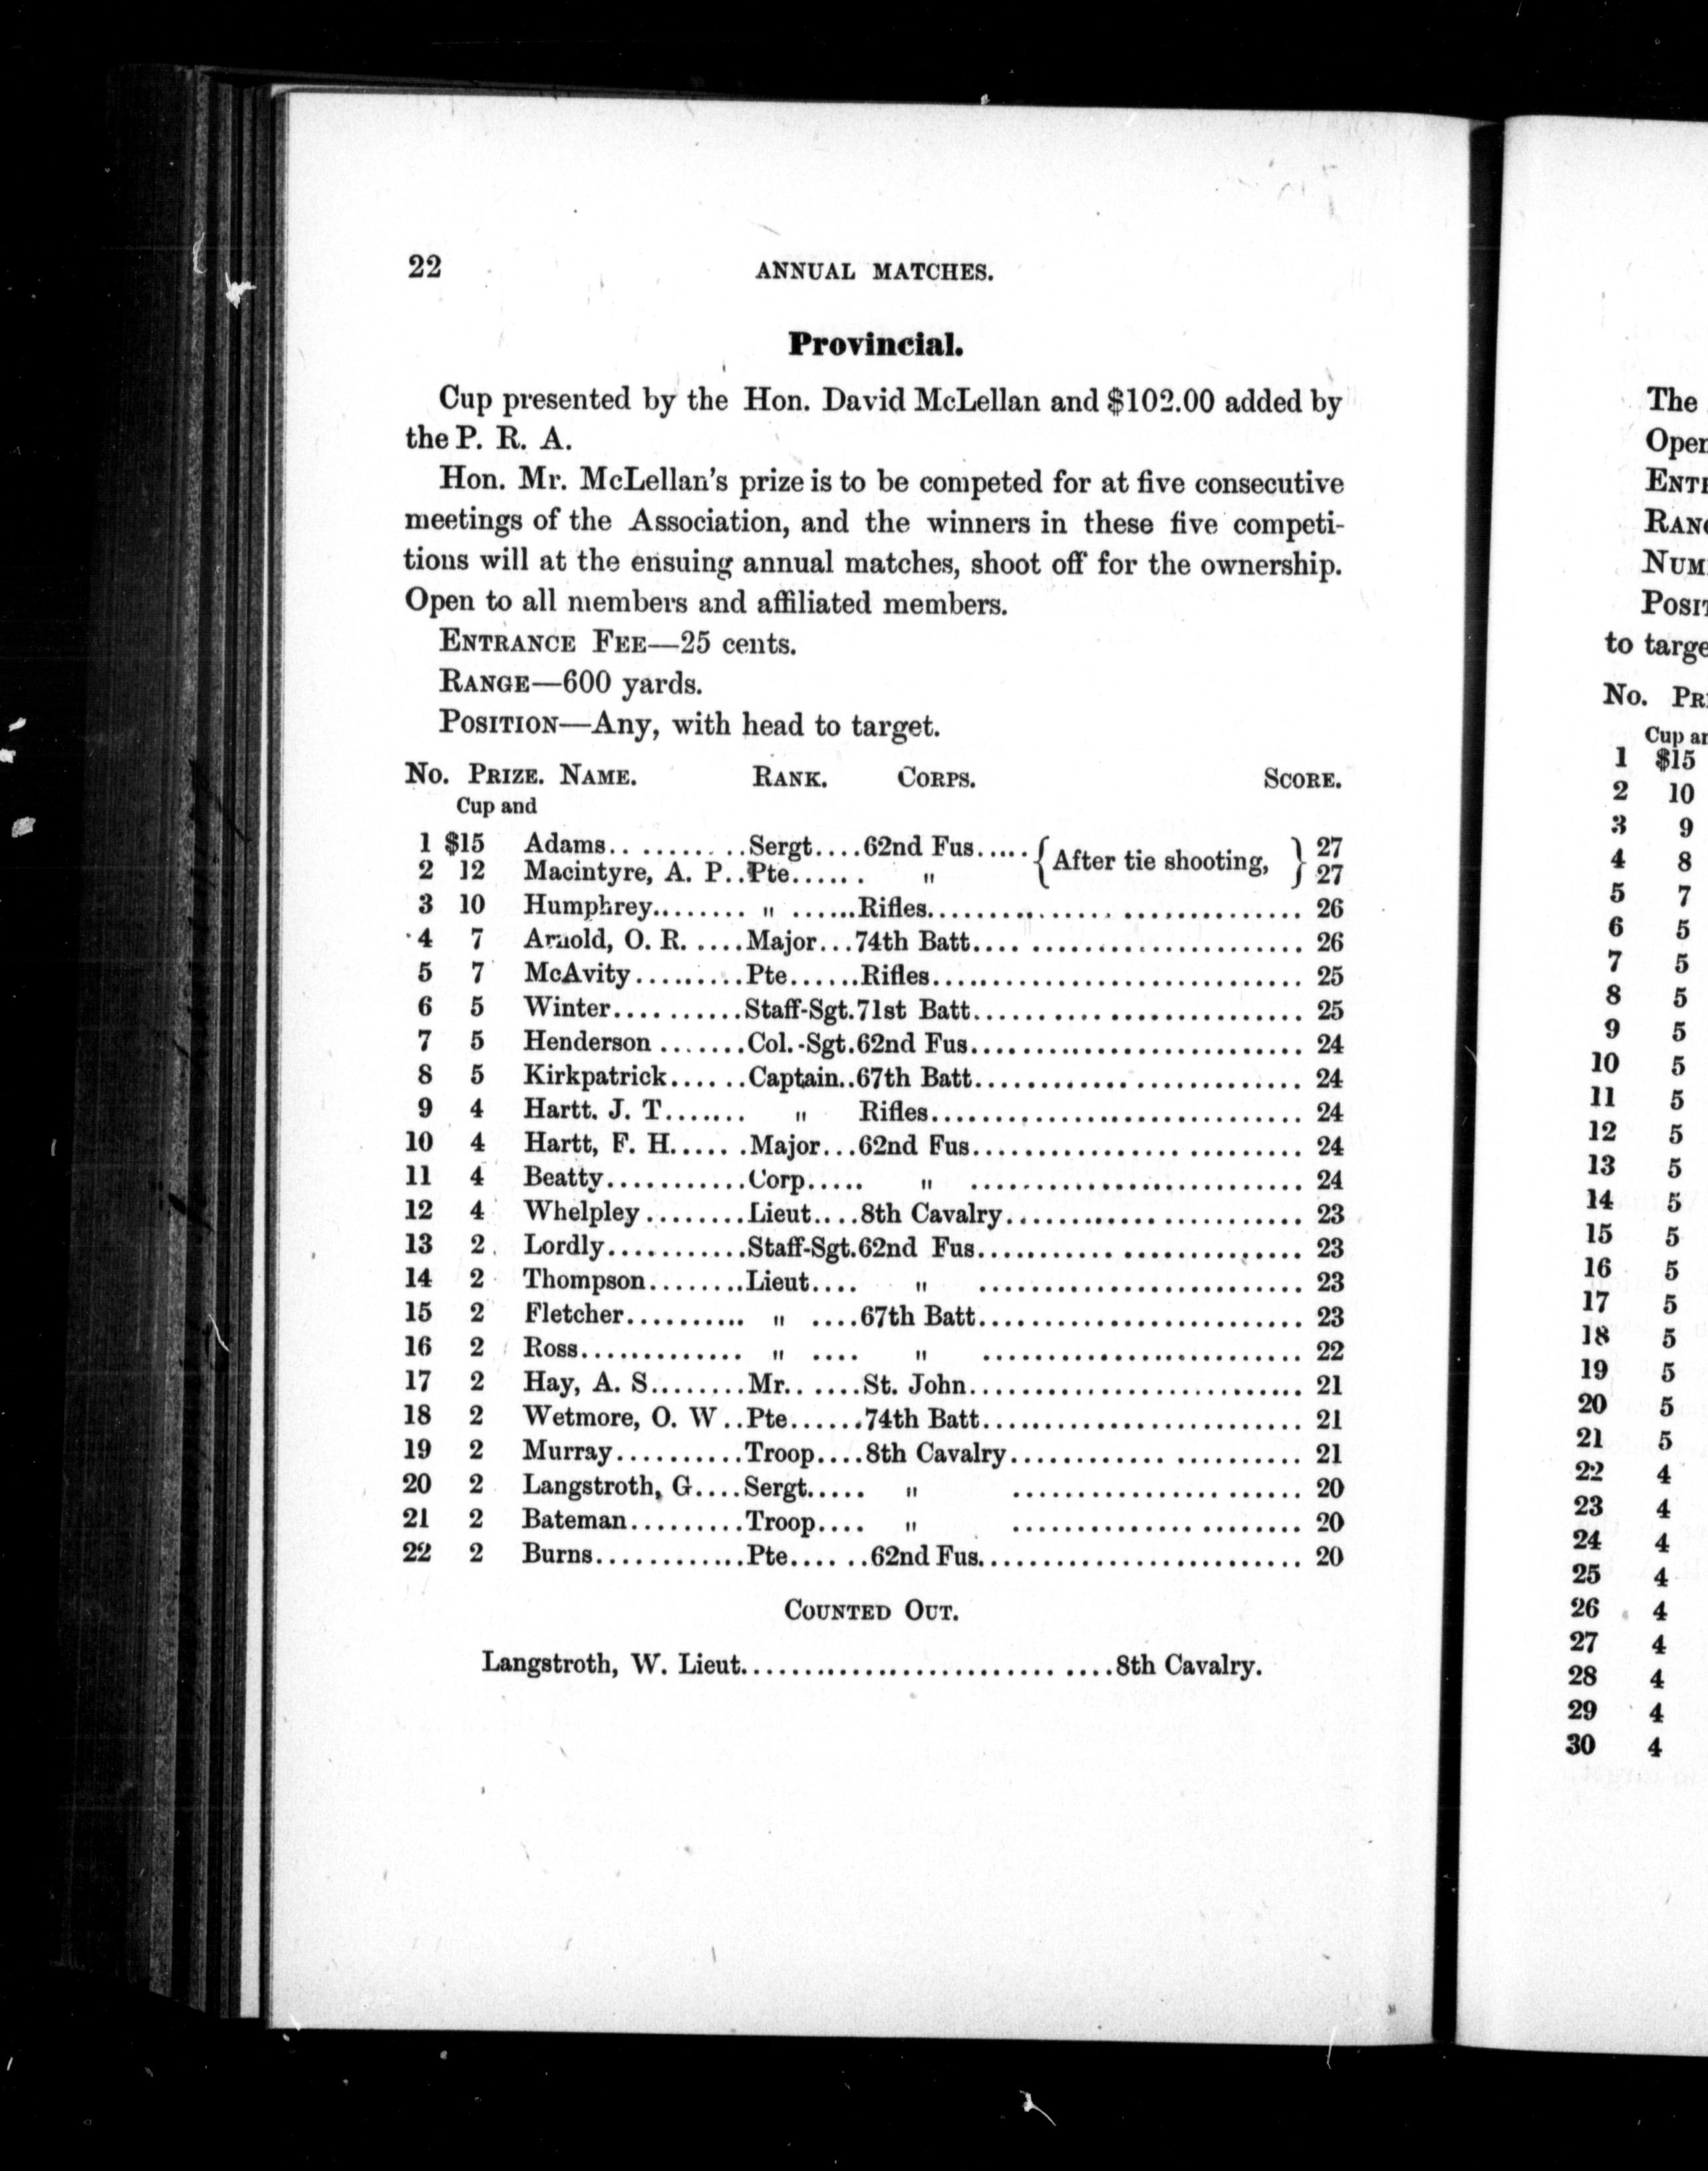 22 ANNUAL MATCHES.
Provincial.
Cup presented by the Hon. David McLellan and $102.00 added by
the P. R. A.
Hon. Mr. McLellan's prize is to be competed for at five consecutive
meetings of the Association, and the winners in these five competi-
tions will at the ensuing annual matches, shoot off for the ownership.
Open to all members and affiliated members.
ENTRANCE FEE—25 cents.
RANGE—600 yards.
POSITION—Any, with head to target.
No. PRIZE. NAME. RANK. CORPS. SCORE.
Cup and
1 $15 Adams..........Sergt....62nd Fus..... { After tie shooting, } 27
2 12 Macintyre, A. P..Pte...... " 27
3 10 Humphrey........ " ......Rifles.............................. 26
4 7 Arnold, O. R. ....Major...74th Batt.............................. 26
5 7 McAvity.........Pte......Rifles.............................. 25
6 5 Winter..........Staff-Sgt.71st Batt.............................. 25
7 5 Henderson .......Col.-Sgt.62nd Fus.............................. 24
8 5 Kirkpatrick......Captain..67th Batt.............................. 24
9 4 Hartt. J. T....... " Rifles.............................. 24
10 4 Hartt, F. H......Major...62nd Fus.............................. 24
11 4 Beatty...........Corp..... " .............................. 24
12 4 Whelpley........Lieut....8th Cavalry.............................. 23
13 2 Lordly...........Staff-Sgt.62nd Fus.............................. 23
14 2 Thompson........Lieut.... " .............................. 23
15 2 Fletcher.......... " ....67th Batt.............................. 23
16 2 Ross............. " .... " .............................. 22
17 2 Hay, A. S........Mr.......St. John.............................. 21
18 2 Wetmore, O. W..Pte......74th Batt.............................. 21
19 2 Murray..........Troop....8th Cavalry.............................. 21
20 2 Langstroth, G....Sergt..... " .............................. 20
21 2 Bateman.........Troop.... " .............................. 20
22 2 Burns............Pte......62nd Fus.............................. 20
COUNTED OUT.
Langstroth, W. Lieut..............................8th Cavalry.
The
to
No.
Cup
1 $15
2 10
3 9
4 8
5 7
6 5
7 5
8 5
9 5
10 5
11 5
12 5
13 5
14 5
15 5
16 5
17 5
18 5
19 5
20 5
21 5
22 4
23 4
24 4
25 4
26 4
27 4
28 4
29 4
30 4